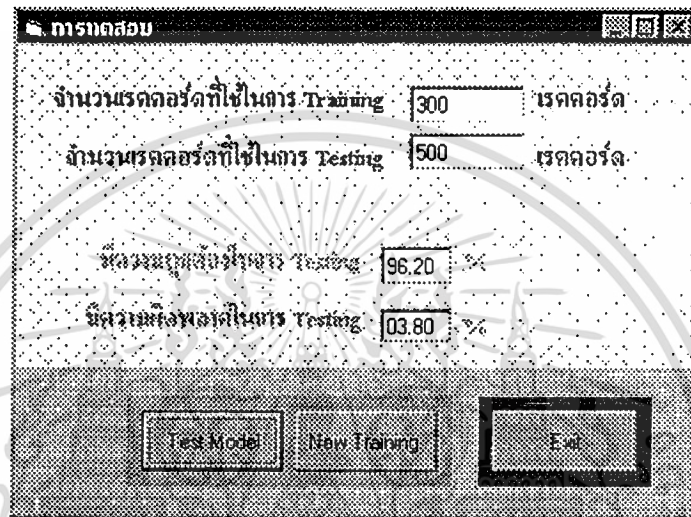 การทดสอบ
จำนวนเรคคอร์ดที่ใช้ในการ Training 300 เรคคอร์ด
จำนวนเรคคอร์ดที่ใช้ในการ Testing 500 เรคคอร์ด
มีความถูกต้องในการ Testing 96.20 %
มีความผิดพลาดในการ Testing 03.80 %
Test Model New Training Exit